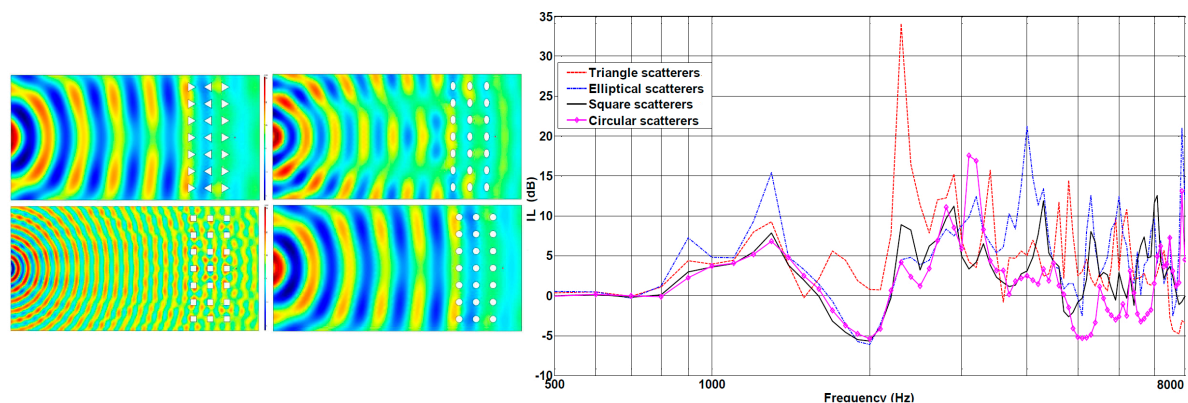 35
30
25
20
15
10
5
0
-5
-10
IL (dB)
Triangle scatterers
Elliptical scatterers
Square scatterers
Circular scatterers
500
1000
8000
Frequency (Hz)